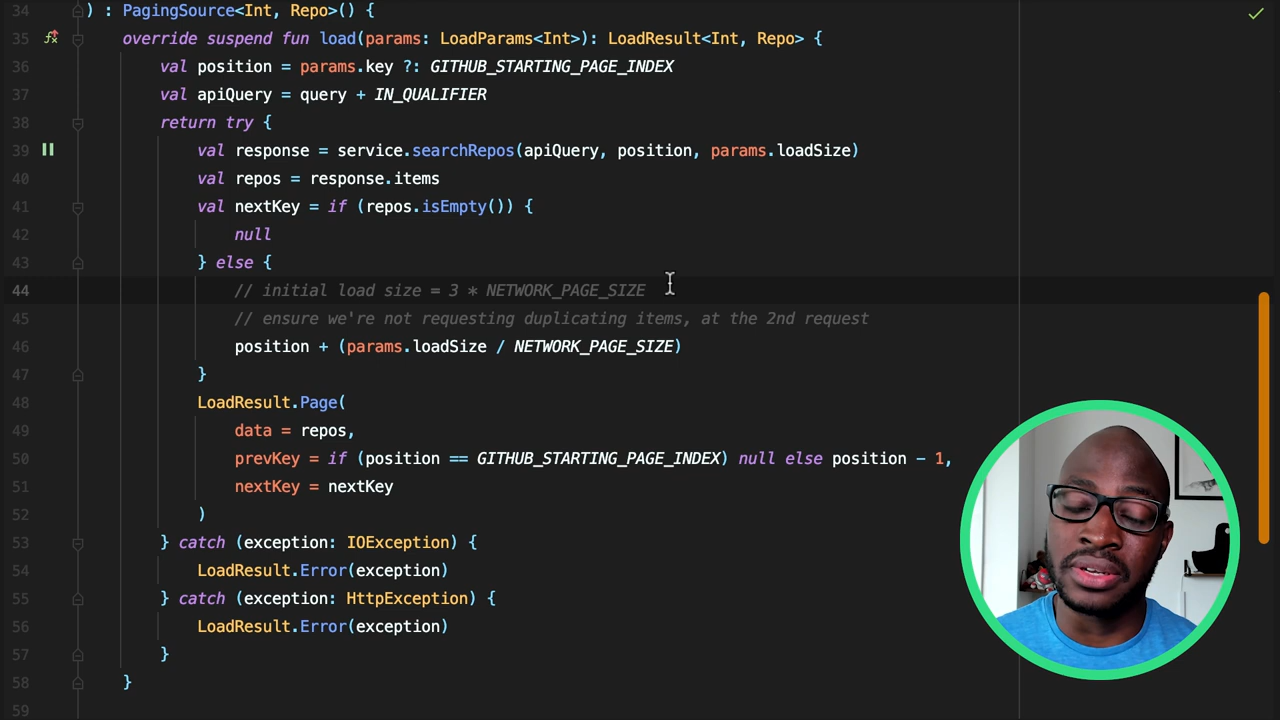 34 ) : PagingSource<Int, Repo>() {
35 override suspend fun load(params: LoadParams<Int>): LoadResult<Int, Repo> {
36 val position = params.key ?: GITHUB_STARTING_PAGE_INDEX
37 val apiQuery = query + IN_QUALIFIER
38 return try {
39 val response = service.searchRepos(apiQuery, position, params.loadSize)
40 val repos = response.items
41 val nextKey = if (repos.isEmpty()) {
42 null
43 } else {
44 // initial load size = 3 * NETWORK_PAGE_SIZE
45 // ensure we're not requesting duplicating items, at the 2nd request
46 position + (params.loadSize / NETWORK_PAGE_SIZE)
47 }
48 LoadResult.Page(
49 data = repos,
50 prevKey = if (position == GITHUB_STARTING_PAGE_INDEX) null else position - 1,
51 nextKey = nextKey
52 )
53 } catch (exception: IOException) {
54 LoadResult.Error(exception)
55 } catch (exception: HttpException) {
56 LoadResult.Error(exception)
57 }
58 }
59